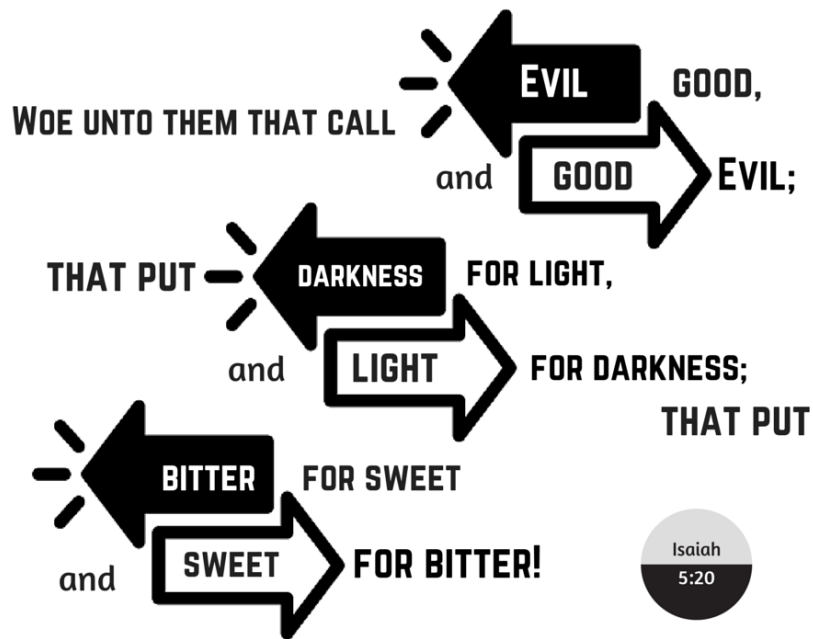 EVIL GOOD,
WOE UNTO THEM THAT CALL
and GOOD EVIL;
THAT PUT DARKNESS FOR LIGHT,
and LIGHT FOR DARKNESS;
THAT PUT
BITTER FOR SWEET
and SWEET FOR BITTER!
Isaiah
5:20